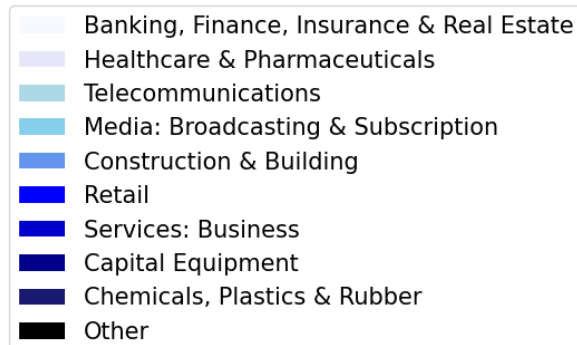 Banking, Finance, Insurance & Real Estate
Healthcare & Pharmaceuticals
Telecommunications
Media: Broadcasting & Subscription
Construction & Building
Retail
Services: Business
Capital Equipment
Chemicals, Plastics & Rubber
Other